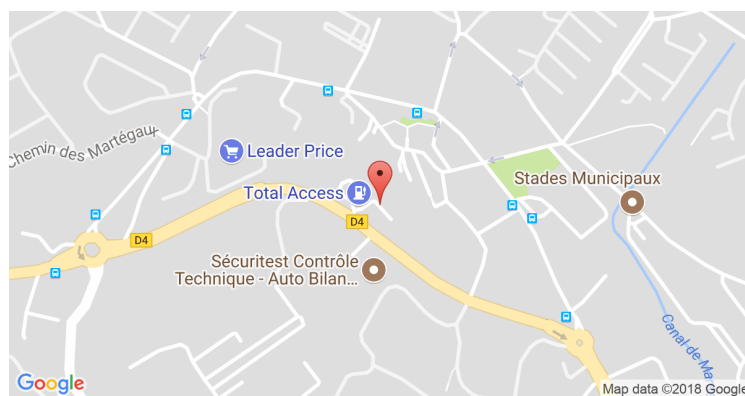 Chemin des Martégaux
Leader Price
Total Access
D4
D4
Stades Municipaux
Sécuritest Contrôle
Technique - Auto Bilan...
Canal de Ma
Google
Map data ©2018 Google